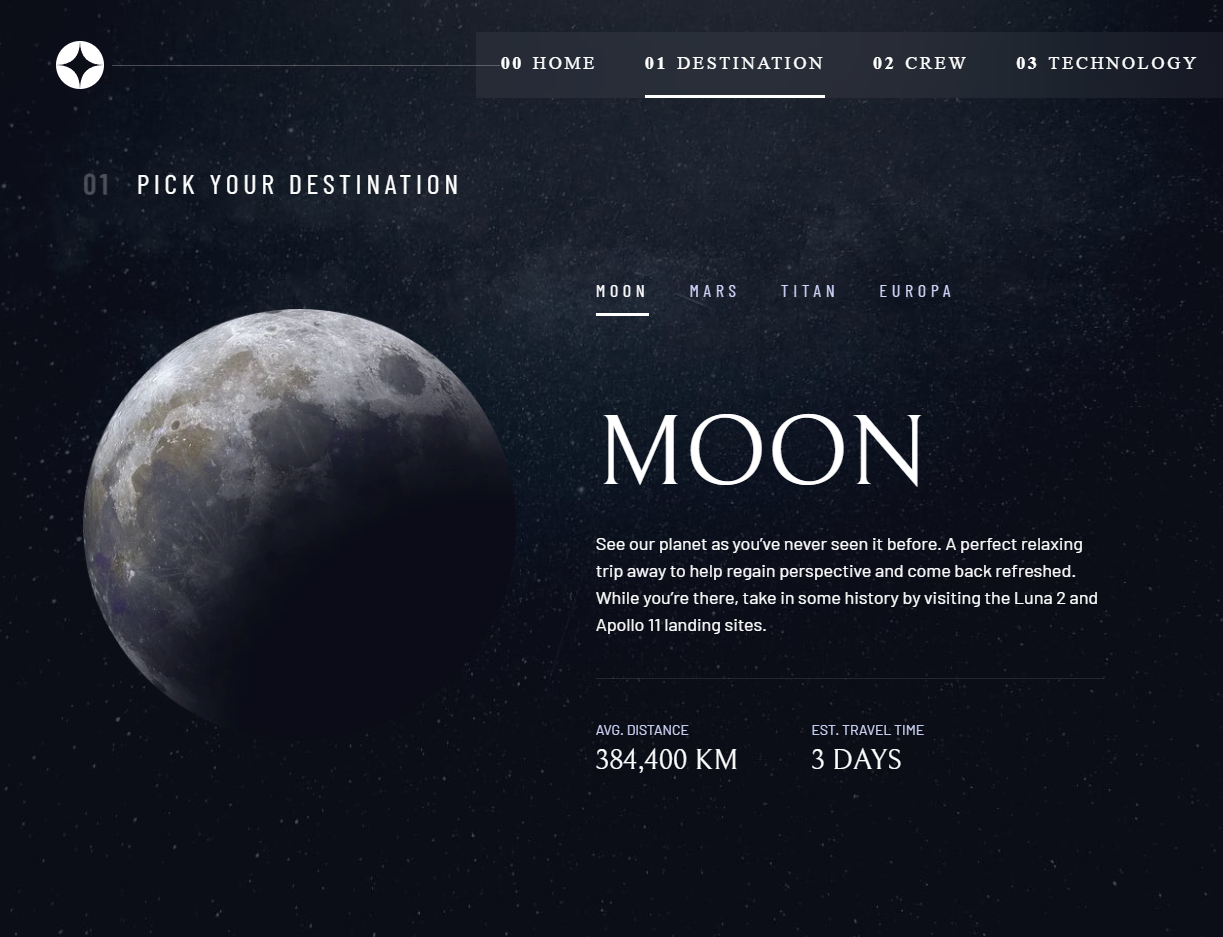 00 HOME 01 DESTINATION 02 CREW 03 TECHNOLOGY
01 PICK YOUR DESTINATION
MOON MARS TITAN EUROPA
MOON
See our planet as you’ve never seen it before. A perfect relaxing
trip away to help regain perspective and come back refreshed.
While you’re there, take in some history by visiting the Luna 2 and
Apollo 11 landing sites.
AVG. DISTANCE EST. TRAVEL TIME
384,400 KM 3 DAYS